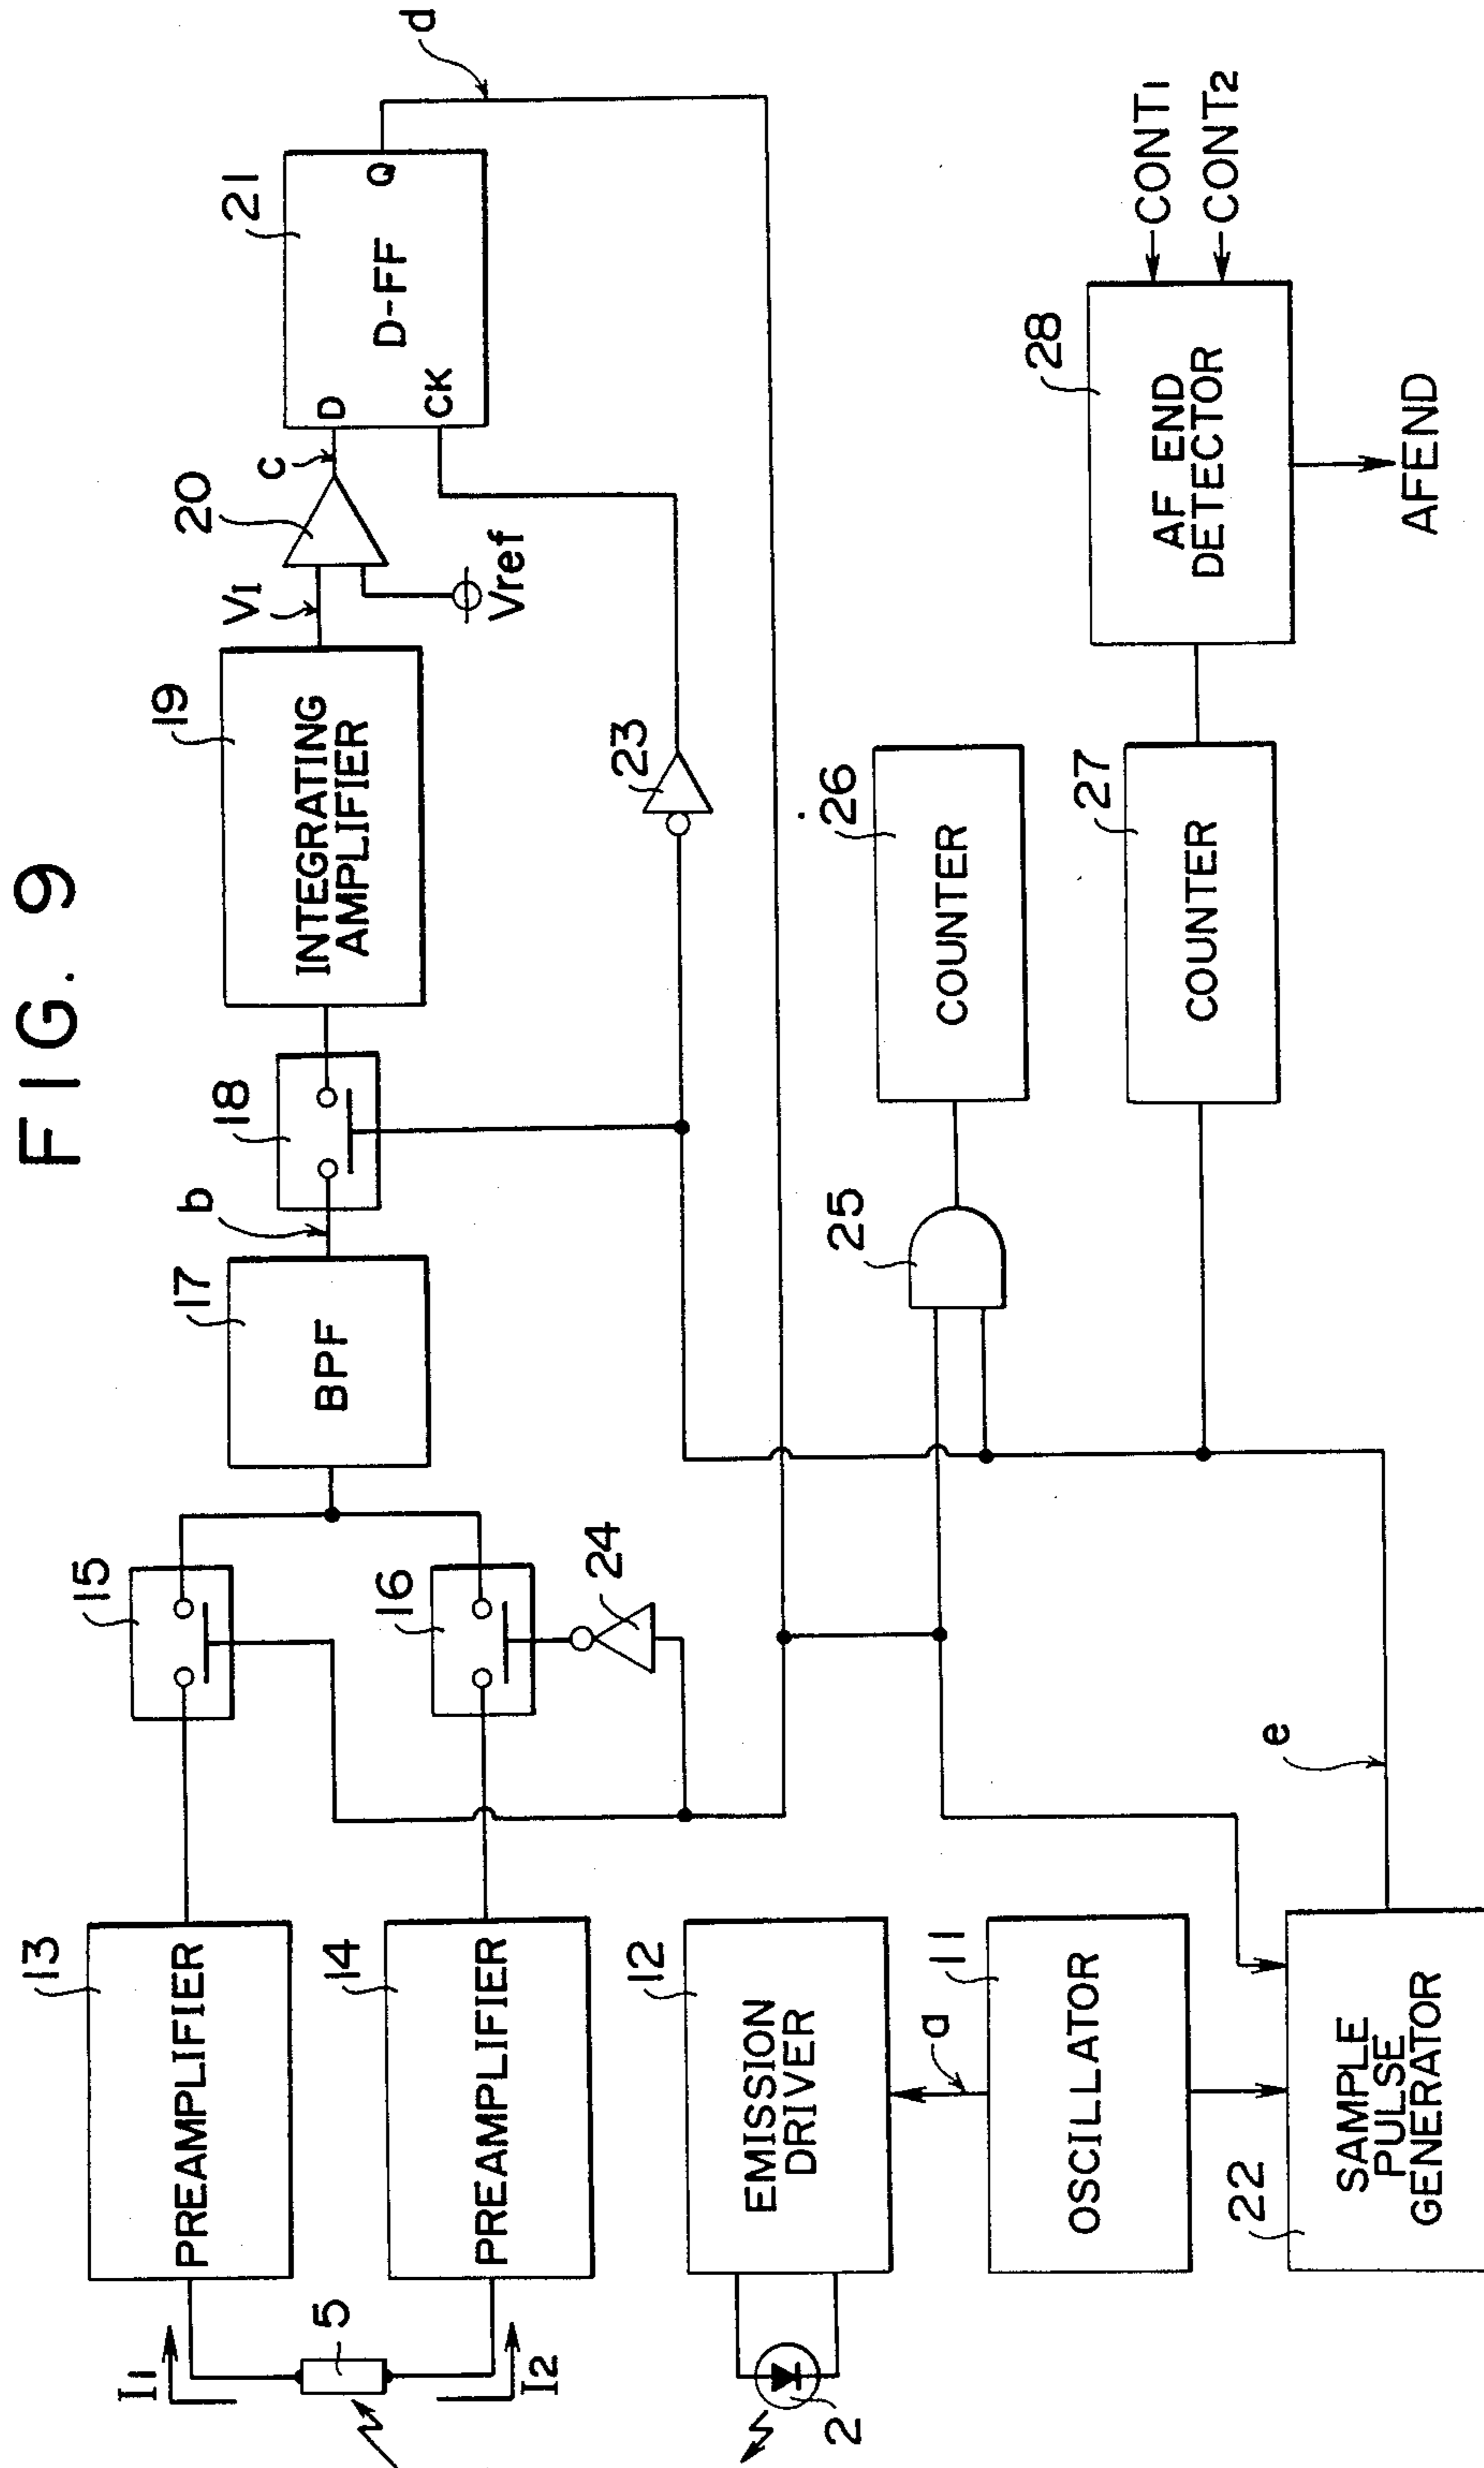 FIG. 9
I1
5
I2
13
PREAMPLIFIER
14
PREAMPLIFIER
15
16
24
17
BPF
b
18
19
INTEGRATING
AMPLIFIER
VI
20
Vref
c
21
D
CK
D-FF
Q
d
23
2
12
EMISSION
DRIVER
a
11
OSCILLATOR
22
SAMPLE
PULSE
GENERATOR
e
25
26
COUNTER
27
COUNTER
28
AF END
DETECTOR
CONT1
CONT2
AFEND